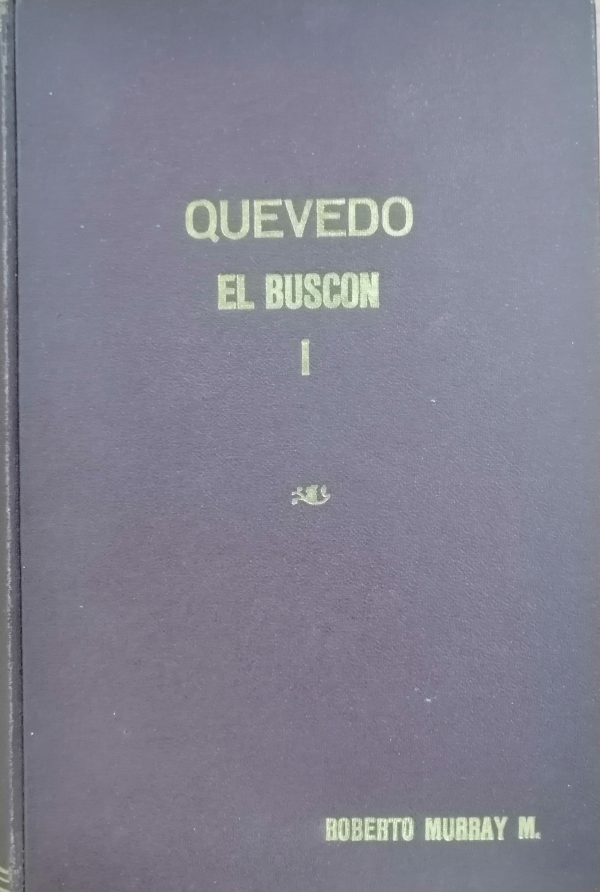 QUEVEDO
EL BUSCON
I
ROBERTO MURRAY M.